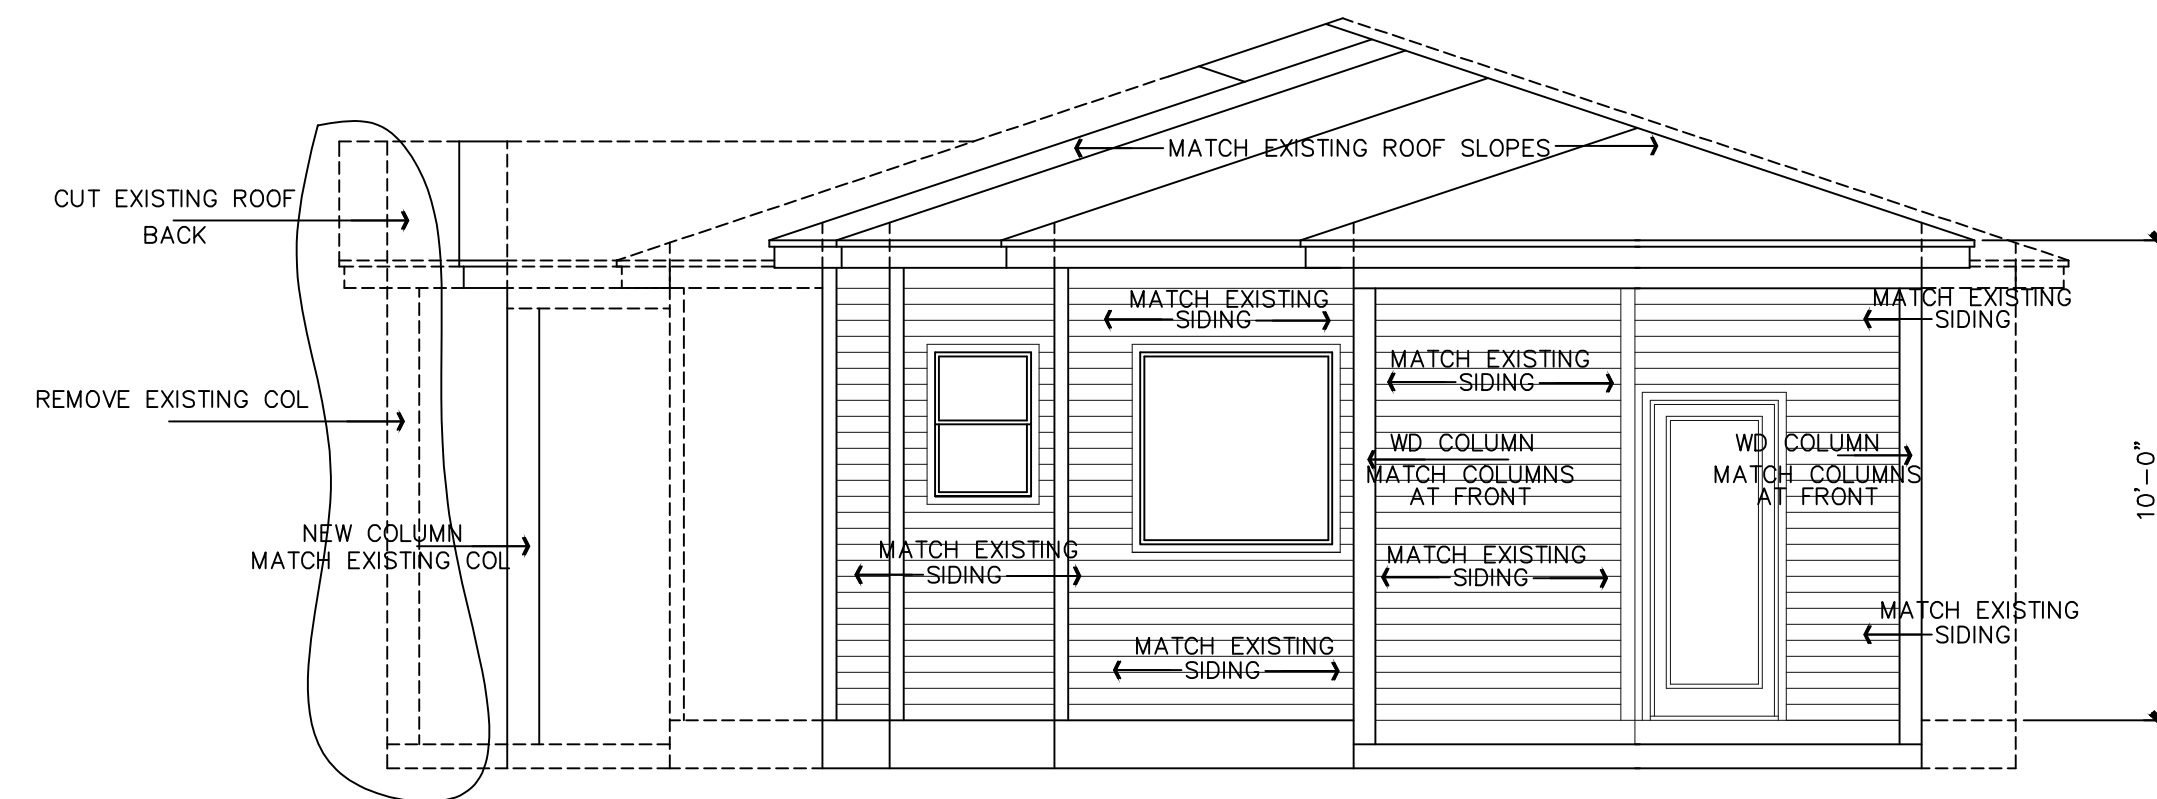 MATCH EXISTING ROOF SLOPES
CUT EXISTING ROOF
BACK
MATCH EXISTING
SIDING
MATCH EXISTING
SIDING
MATCH EXISTING
SIDING
REMOVE EXISTING COL
WD COLUMN
MATCH COLUMNS
AT FRONT
WD COLUMN
MATCH COLUMNS
AT FRONT
10'-0"
NEW COLUMN
MATCH EXISTING COL
MATCH EXISTING
SIDING
MATCH EXISTING
SIDING
MATCH EXISTING
SIDING
MATCH EXISTING
SIDING